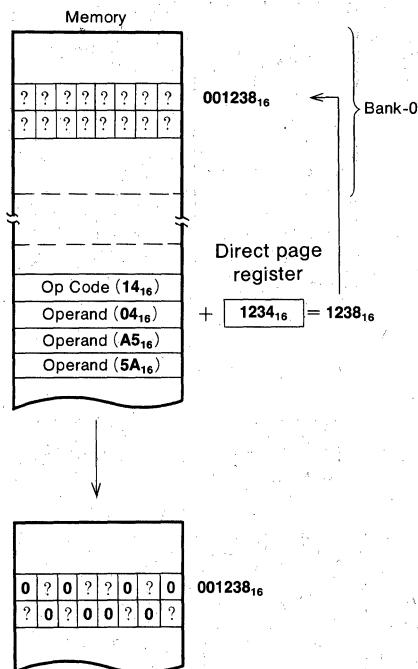 Memory
? ? ? ? ? ? ? ? 001238₁₆
Bank-0
? ? ? ? ? ? ? ?
Direct page
register
Op Code (14₁₆)
Operand (04₁₆) + 1234₁₆ = 1238₁₆
Operand (A5₁₆)
Operand (5A₁₆)
0 ? 0 ? ? 0 ? 0 001238₁₆
? 0 ? 0 0 ? 0 ?